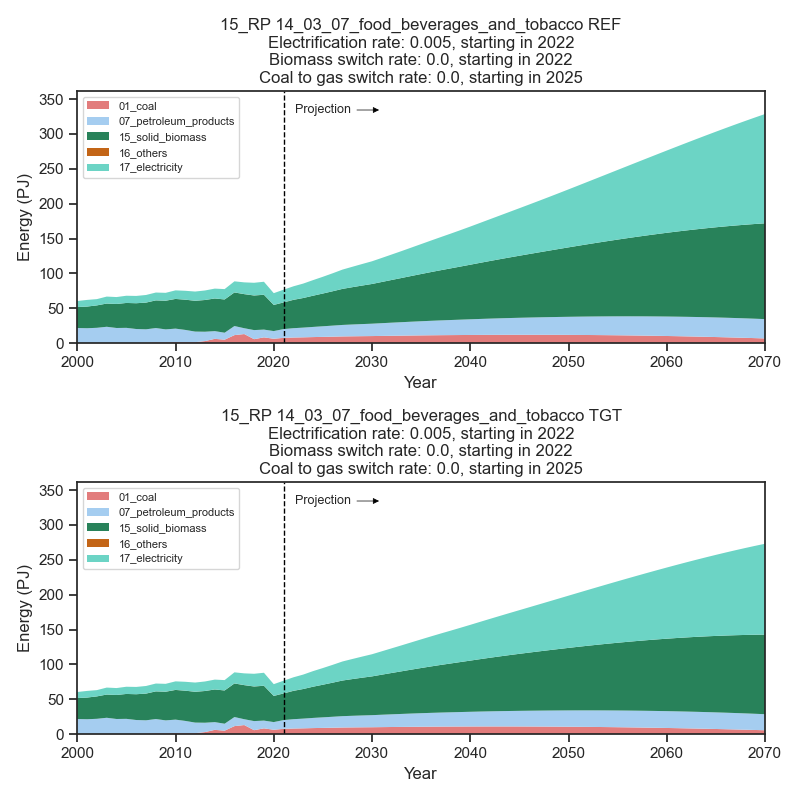 15_RP 14_03_07_food_beverages_and_tobacco REF
Electrification rate: 0.005, starting in 2022
Biomass switch rate: 0.0, starting in 2022
Coal to gas switch rate: 0.0, starting in 2025
350
300
250
200
150
100
50
0
Energy (PJ)
01_coal
07_petroleum_products
15_solid_biomass
16_others
17_electricity
Projection
2000 2010 2020 2030 2040 2050 2060 2070
Year
15_RP 14_03_07_food_beverages_and_tobacco TGT
Electrification rate: 0.005, starting in 2022
Biomass switch rate: 0.0, starting in 2022
Coal to gas switch rate: 0.0, starting in 2025
350
300
250
200
150
100
50
0
Energy (PJ)
01_coal
07_petroleum_products
15_solid_biomass
16_others
17_electricity
Projection
2000 2010 2020 2030 2040 2050 2060 2070
Year